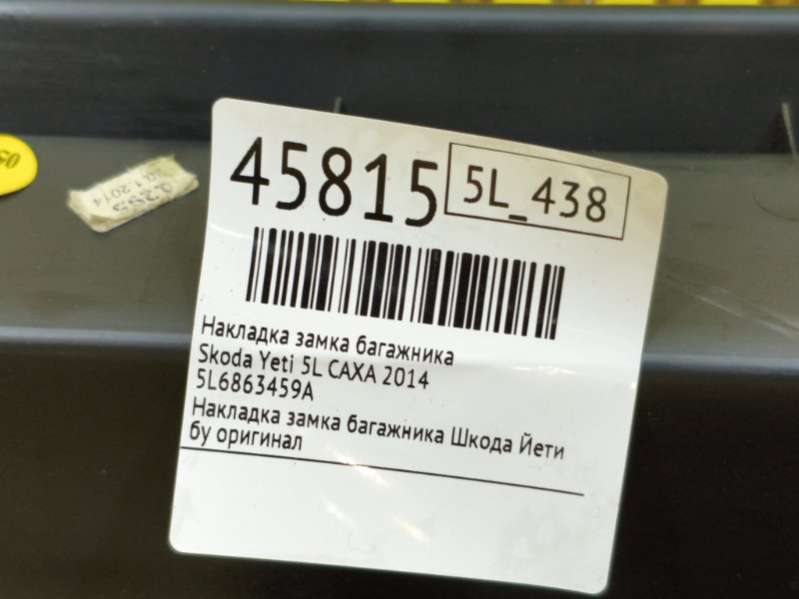 45815
5L_438
Накладка замка багажника
Skoda Yeti 5L CAXA 2014
5L6863459A
Накладка замка багажника Шкода Йети
бу оригинал